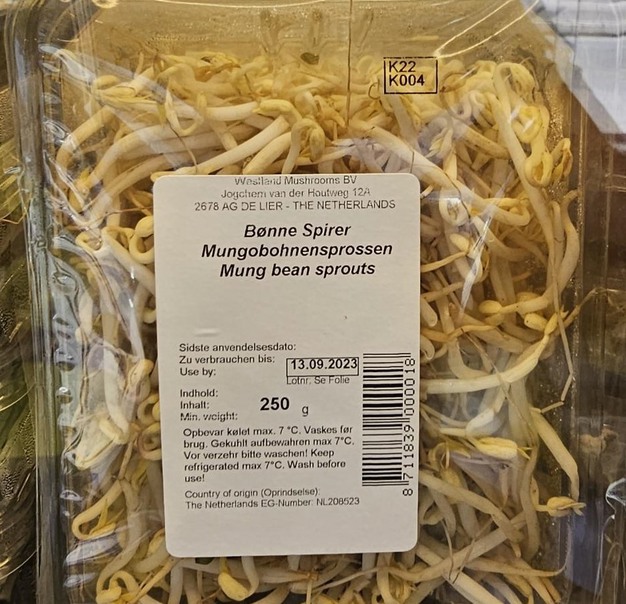 K22
K004
Westland Mushrooms BV
Jogchem van der Houtweg 12A
2678 AG DE LIER - THE NETHERLANDS
Bønne Spirer
Mungobohnensprossen
Mung bean sprouts
Sidste anvendelsesdato:
Zu verbrauchen bis:
Use by:
13.09.2023
Lotnr. Se Folie
Indhold:
Inhalt:
Min. weight:
250 g
Opbevar kølet max. 7 °C. Vaskes før
brug. Gekuhlt aufbewahren max 7°C.
Vor verzehr bitte waschen! Keep
refrigerated max 7°C. Wash before
use!
Country of origin (Oprindselse):
The Netherlands EG-Number: NL206523
8 711839 000018